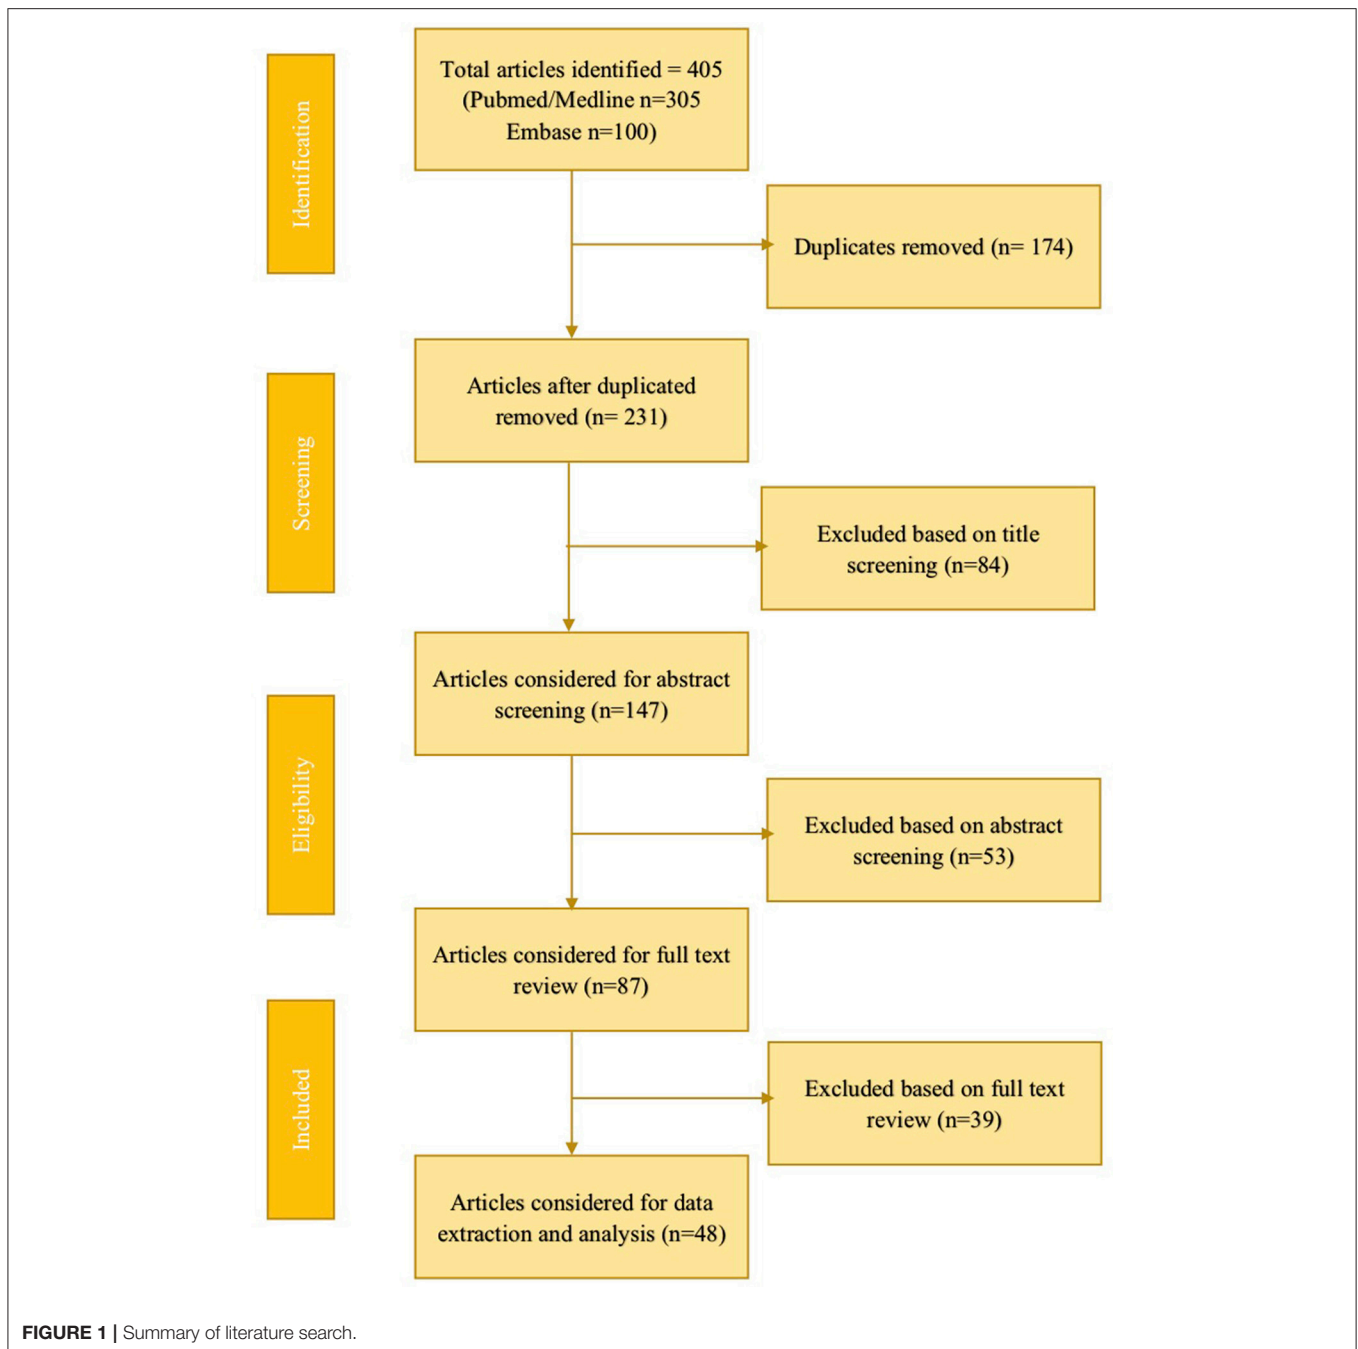 Identification
Total articles identified = 405
(Pubmed/Medline n=305
Embase n=100)
Duplicates removed (n= 174)
Screening
Articles after duplicated
removed (n= 231)
Excluded based on title
screening (n=84)
Eligibility
Articles considered for abstract
screening (n=147)
Excluded based on abstract
screening (n=53)
Articles considered for full text
review (n=87)
Included
Excluded based on full text
review (n=39)
Articles considered for data
extraction and analysis (n=48)
FIGURE 1 | Summary of literature search.